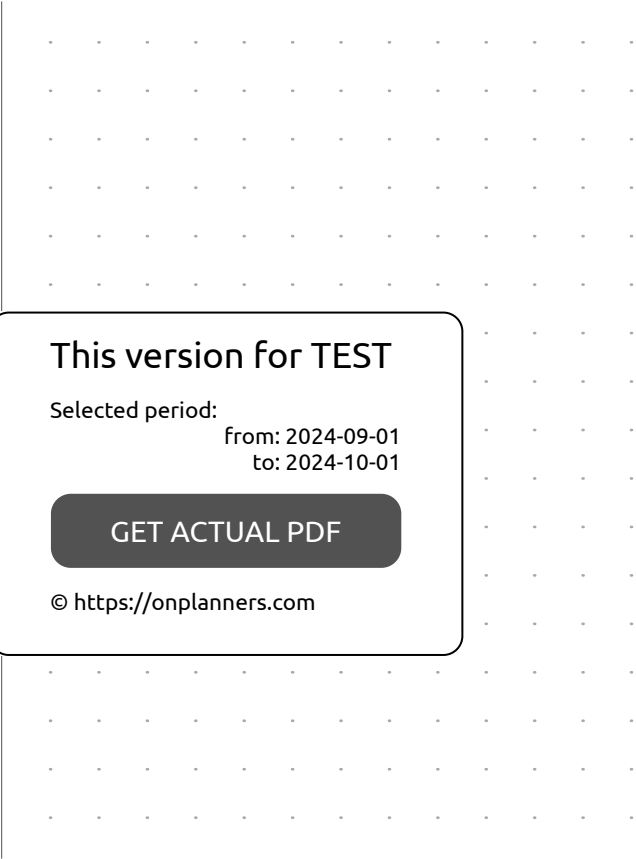 This version for TEST
Selected period:
from: 2024-09-01
to: 2024-10-01
GET ACTUAL PDF
© https://onplanners.com